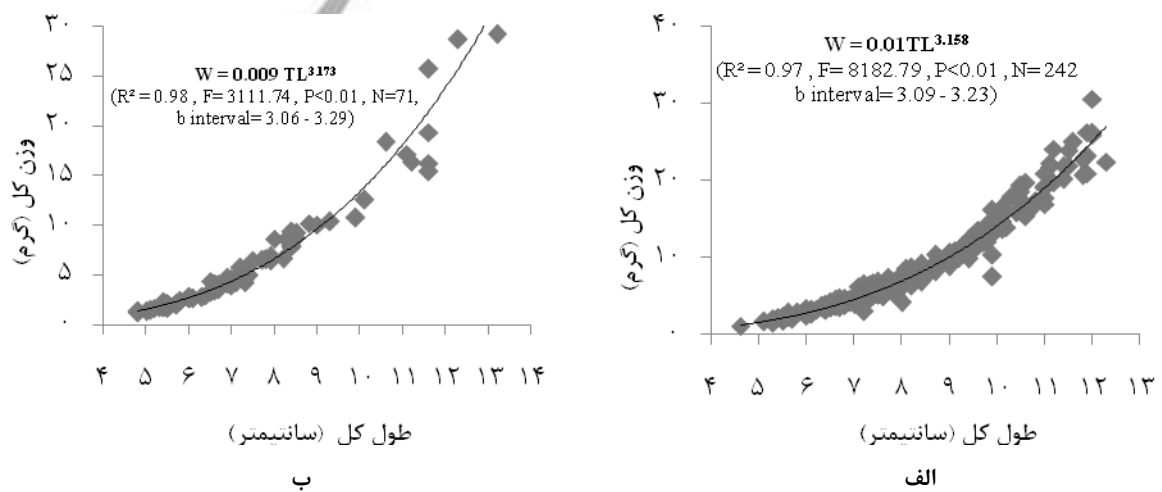 W = 0.01TL^3.158
(R² = 0.97 , F= 8182.79 , P<0.01 , N= 242
b interval= 3.09 - 3.23)
وزن کل (گرم)
۴۰
۳۰
۲۰
۱۰
۰
۴ ۵ ۶ ۷ ۸ ۹ ۱۰ ۱۱ ۱۲ ۱۳
طول کل (سانتیمتر)
الف
W = 0.009 TL^3.173
(R² = 0.98 , F= 3111.74 , P<0.01 , N=71,
b interval= 3.06 - 3.29)
وزن کل (گرم)
۳۰
۲۵
۲۰
۱۵
۱۰
۵
۰
۴ ۵ ۶ ۷ ۸ ۹ ۱۰ ۱۱ ۱۲ ۱۳ ۱۴
طول کل (سانتیمتر)
ب